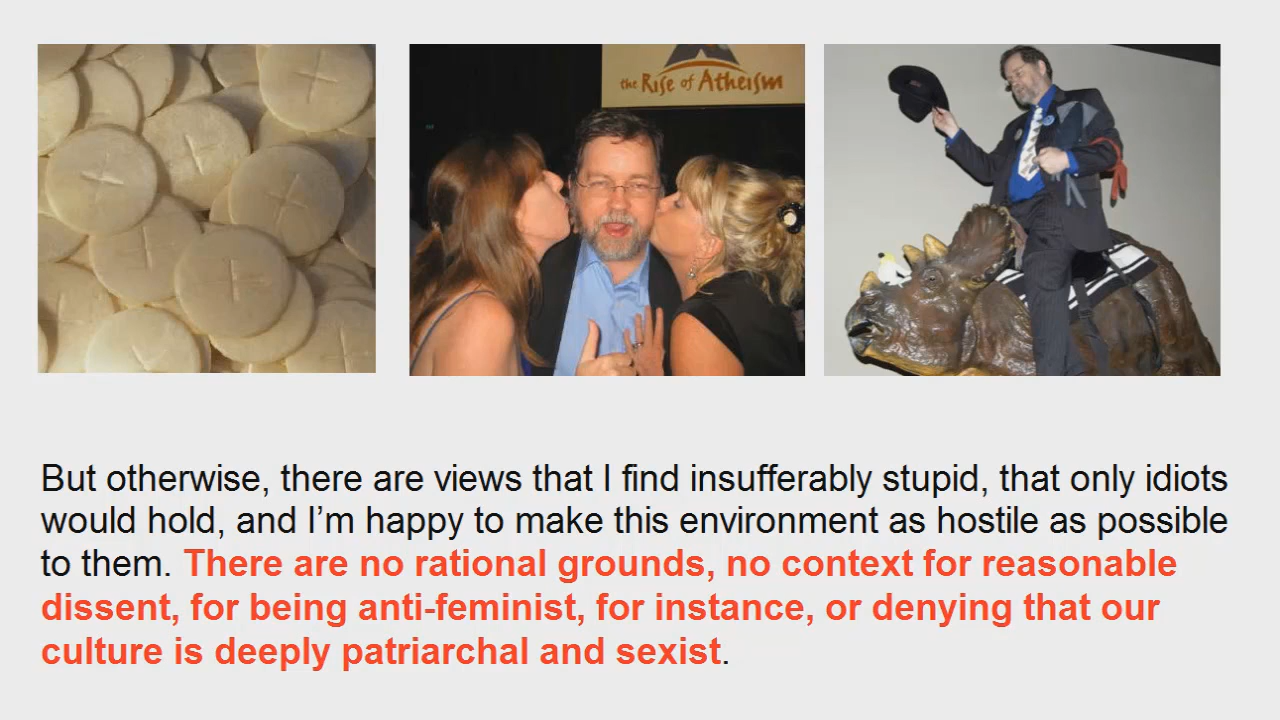 the Rise of Atheism
But otherwise, there are views that I find insufferably stupid, that only idiots
would hold, and I'm happy to make this environment as hostile as possible
to them. There are no rational grounds, no context for reasonable
dissent, for being anti-feminist, for instance, or denying that our
culture is deeply patriarchal and sexist.